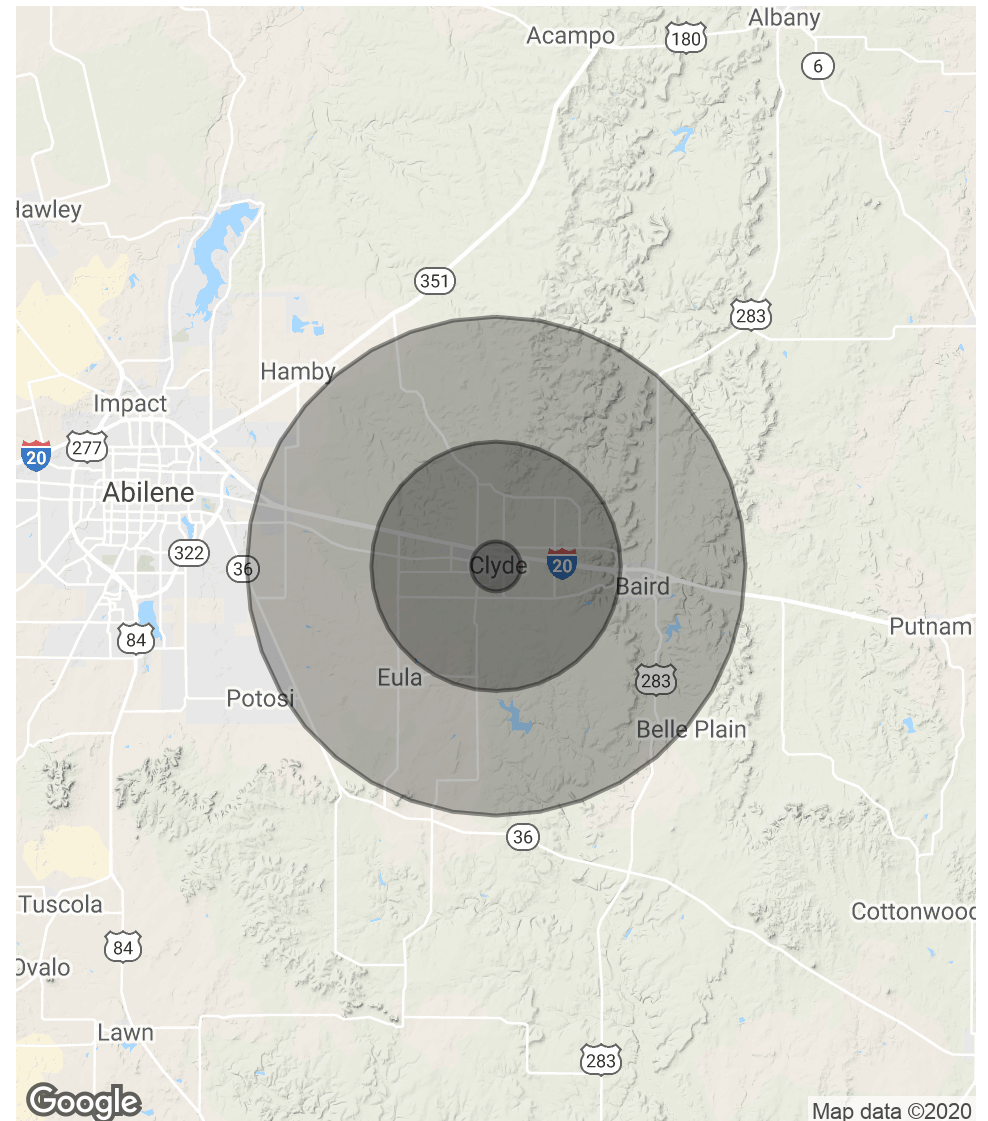 Albany
Acampo
180
6
Hawley
351
283
Hamby
Impact
277
20
Abilene
322
36
Clyde
20
Baird
84
Putnam
Eula
283
Potosi
Belle Plain
36
Tuscola
Cottonwood
84
Ovalo
Lawn
283
Google
Map data ©2020